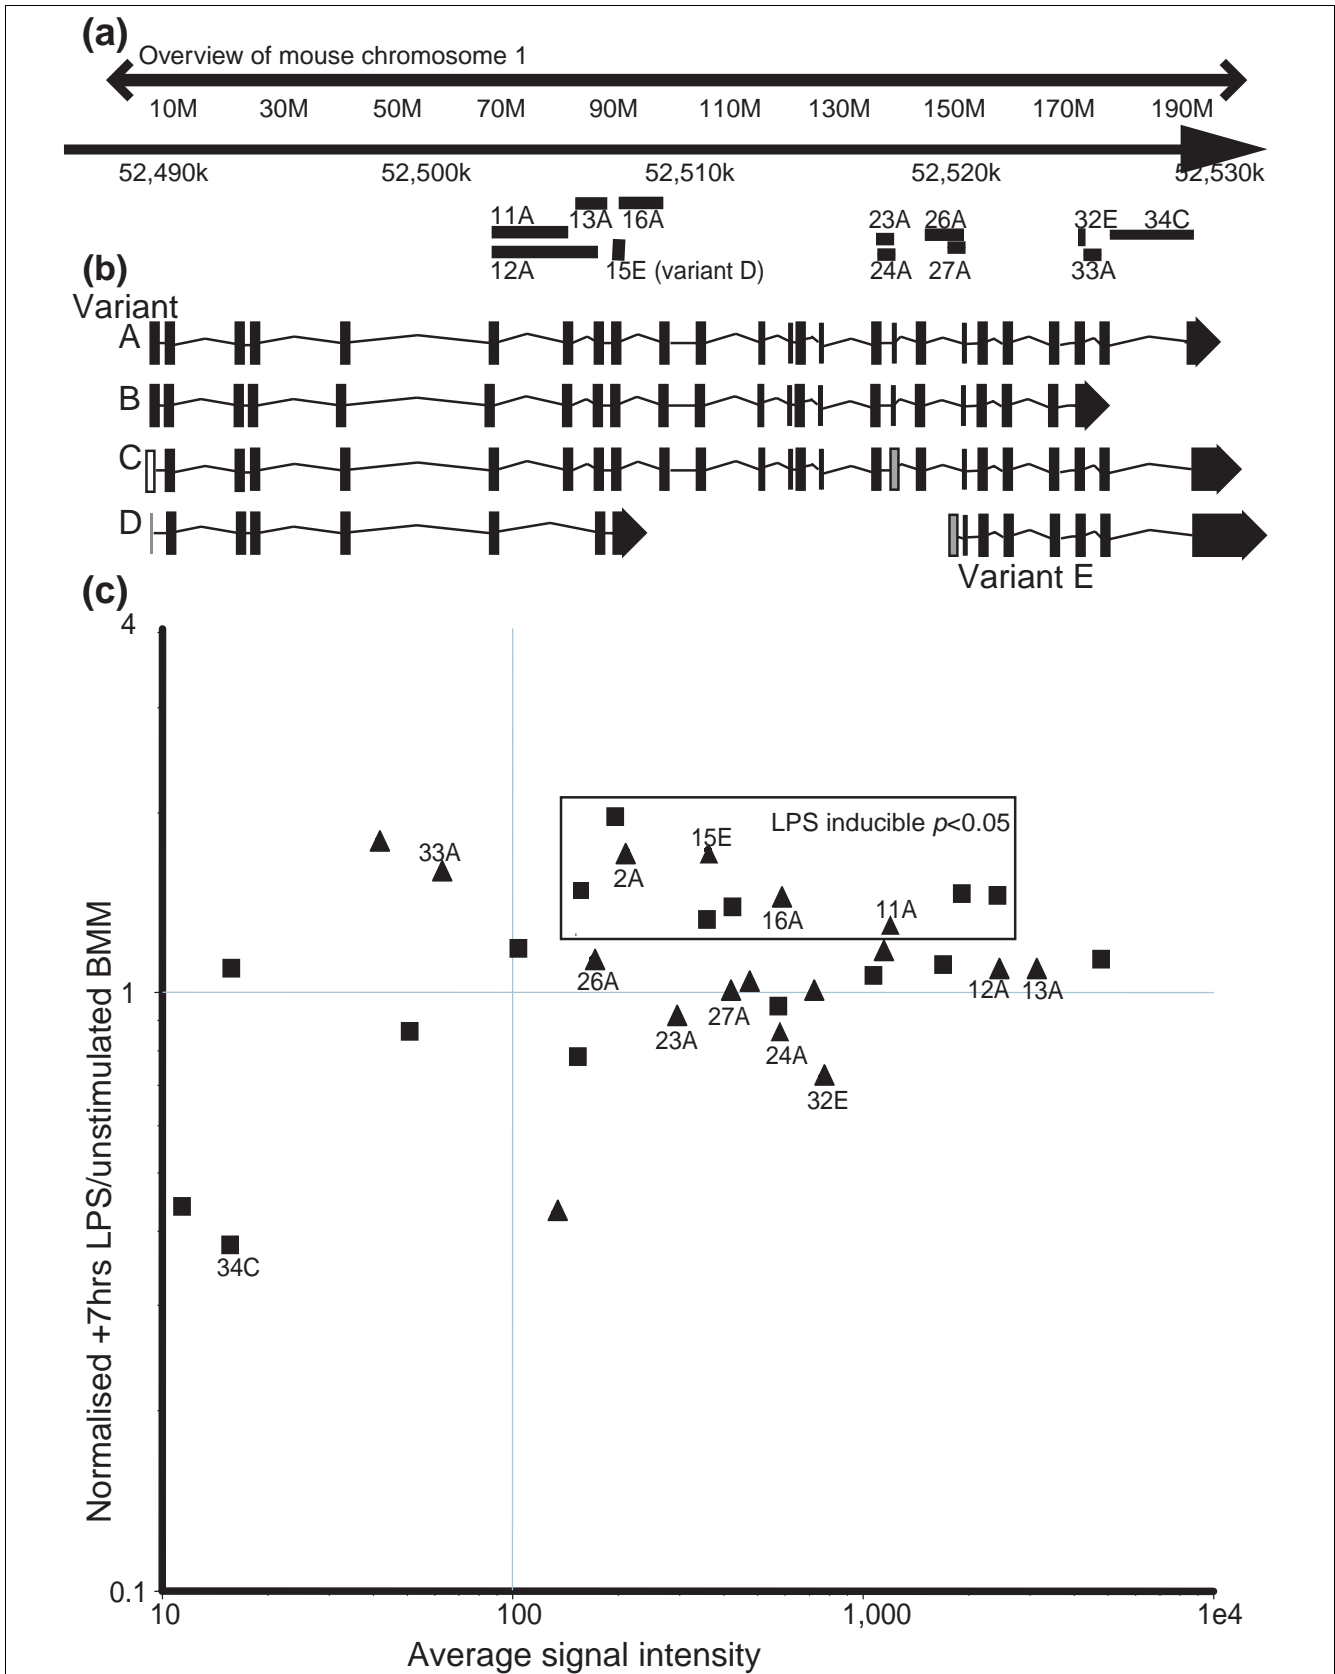 (a)
Overview of mouse chromosome 1
10M 30M 50M 70M 90M 110M 130M 150M 170M 190M
52,490k 52,500k 52,510k 52,520k 52,530k
11A 13A 16A 23A 26A 32E 34C
12A 15E (variant D) 24A 27A 33A
(b)
Variant
A
B
C
D
Variant E
(c)
4
LPS inducible p<0.05
15E
33A
2A
11A
16A
26A
12A 13A
1
27A
23A
24A
32E
34C
0.1
10 100 1,000 1e4
Normalised +7hrs LPS/unstimulated BMM
Average signal intensity